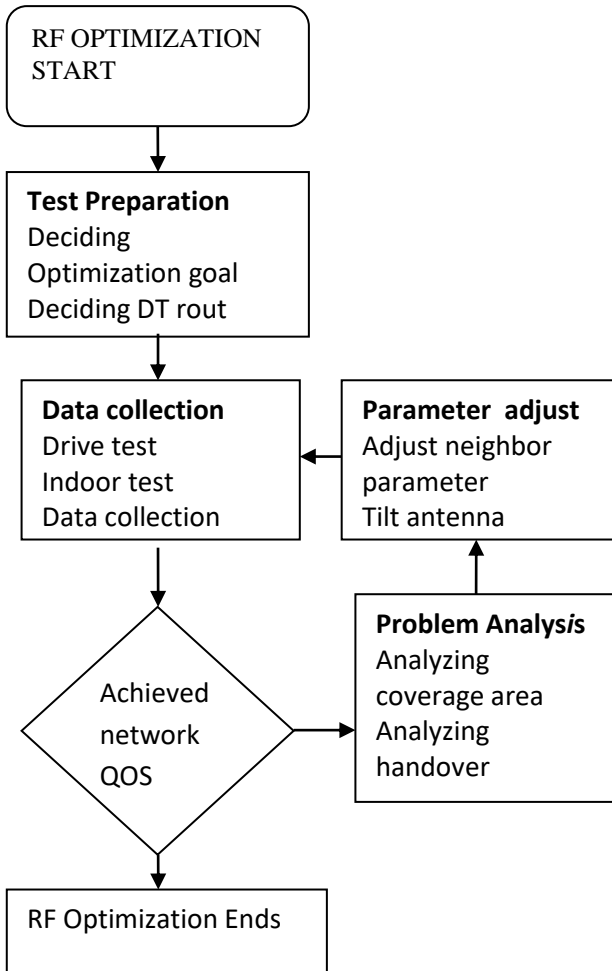 RF OPTIMIZATION
START
Test Preparation
Deciding
Optimization goal
Deciding DT rout
Data collection
Drive test
Indoor test
Data collection
Parameter adjust
Adjust neighbor
parameter
Tilt antenna
Achieved
network
QOS
Problem Analysis
Analyzing
coverage area
Analyzing
handover
RF Optimization Ends